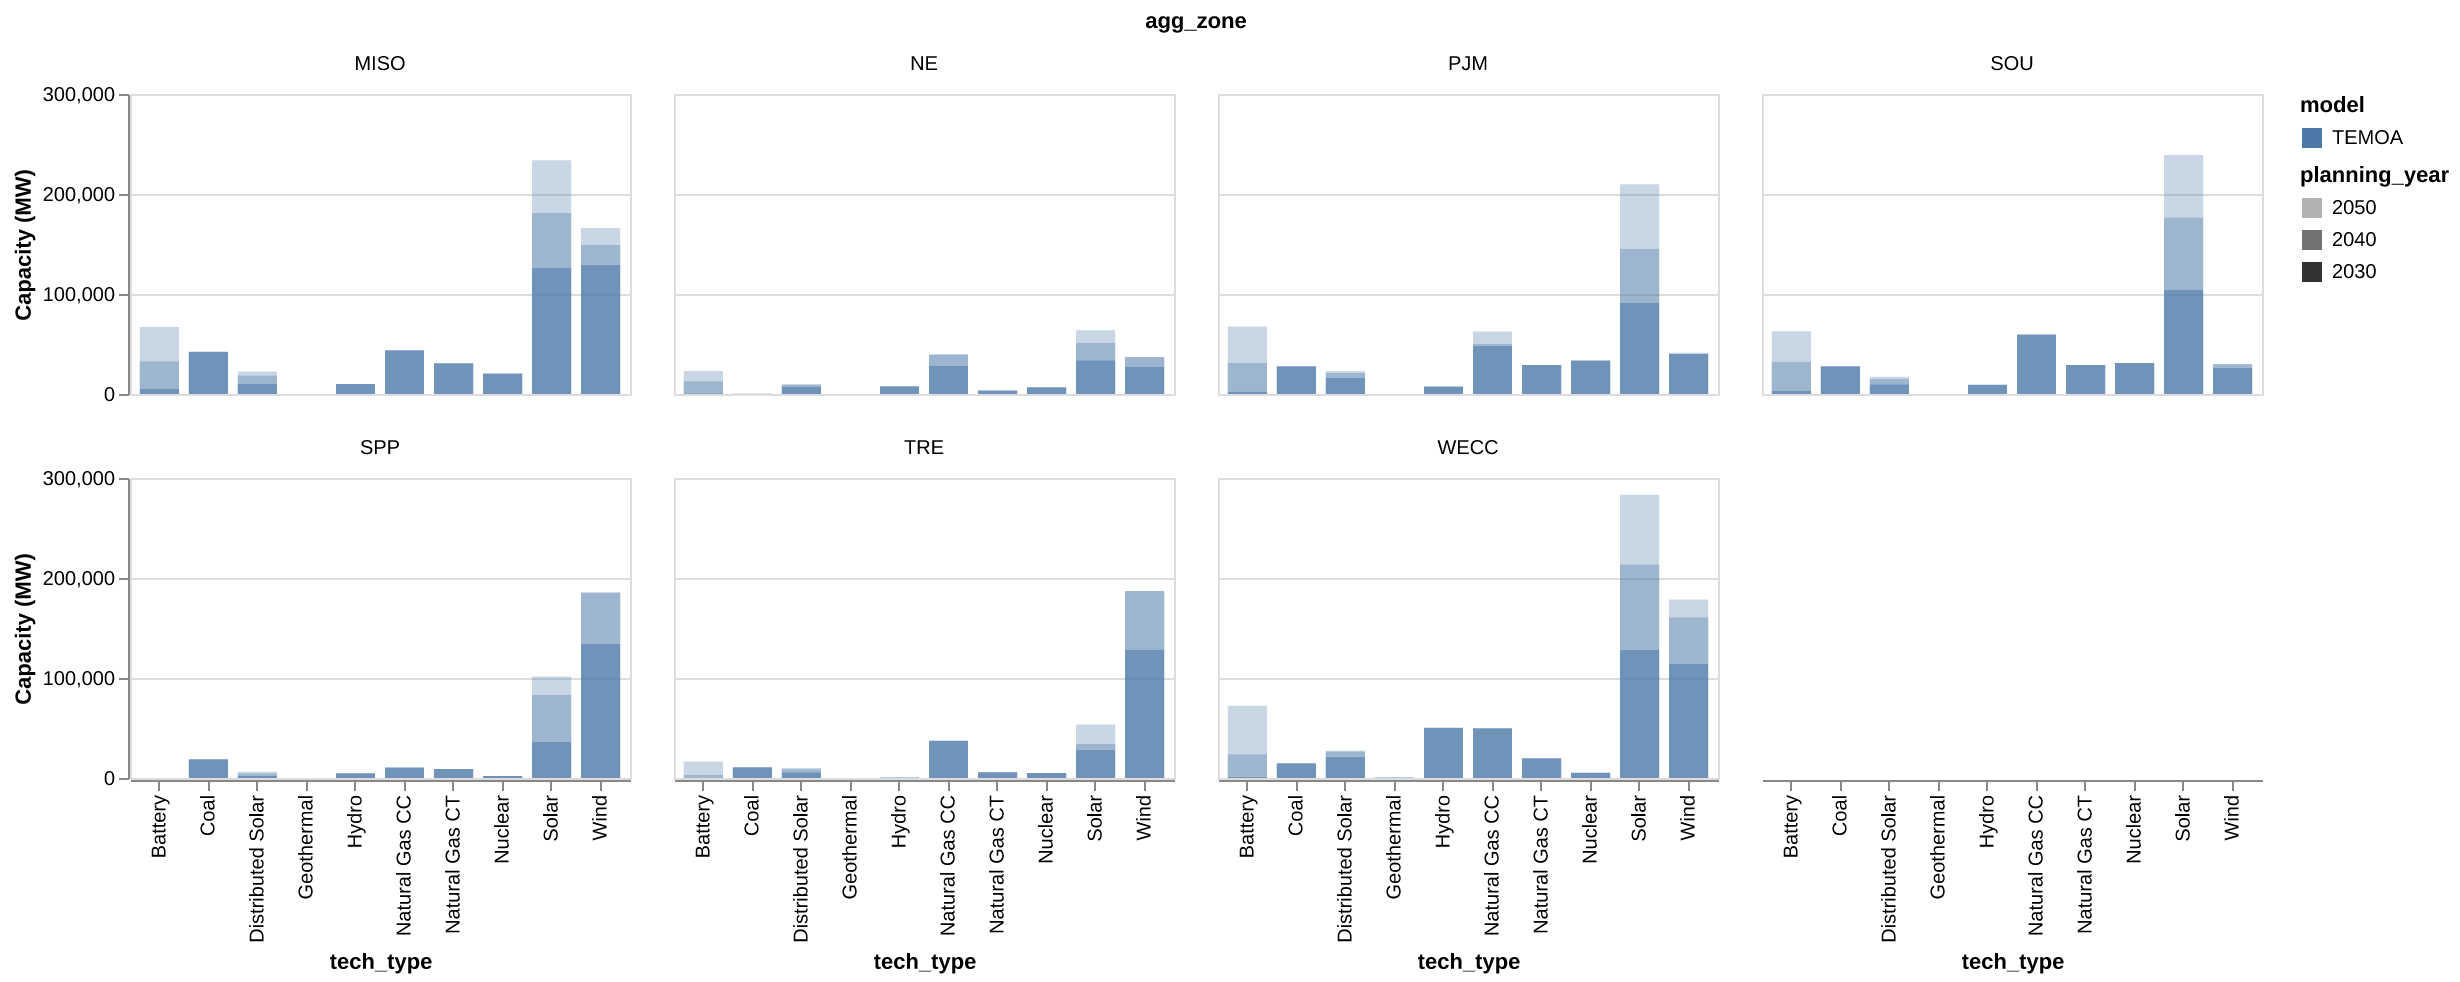 agg_zone
MISO
NE
PJM
SOU
300,000
200,000
100,000
0
Capacity (MW)
model
TEMOA
planning_year
2050
2040
2030
SPP
TRE
WECC
300,000
200,000
100,000
0
Capacity (MW)
Battery
Coal
Distributed Solar
Geothermal
Hydro
Natural Gas CC
Natural Gas CT
Nuclear
Solar
Wind
Battery
Coal
Distributed Solar
Geothermal
Hydro
Natural Gas CC
Natural Gas CT
Nuclear
Solar
Wind
Battery
Coal
Distributed Solar
Geothermal
Hydro
Natural Gas CC
Natural Gas CT
Nuclear
Solar
Wind
Battery
Coal
Distributed Solar
Geothermal
Hydro
Natural Gas CC
Natural Gas CT
Nuclear
Solar
Wind
tech_type
tech_type
tech_type
tech_type